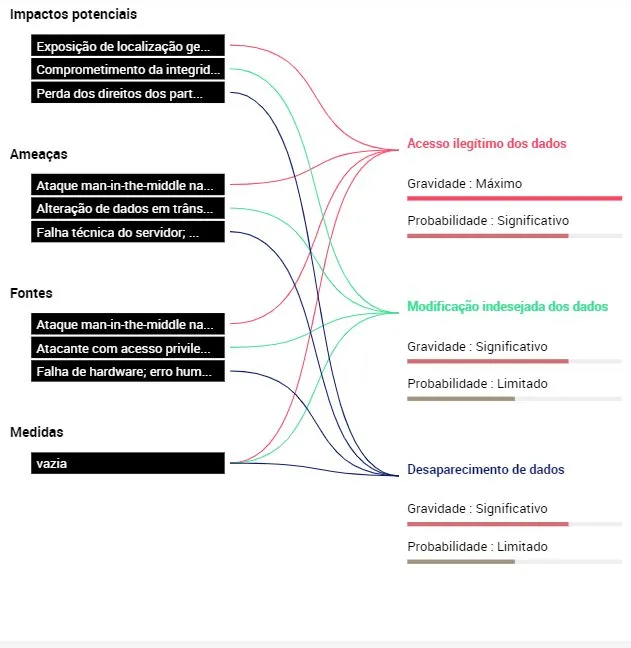 Impactos potenciais
Exposição de localização ge...
Comprometimento da integrid...
Perda dos direitos dos part...
Ameaças
Ataque man-in-the-middle na...
Alteração de dados em trâns...
Falha técnica do servidor; ...
Fontes
Ataque man-in-the-middle na...
Atacante com acesso privile...
Falha de hardware; erro hum...
Medidas
vazia
Acesso ilegítimo dos dados
Gravidade : Máximo
Probabilidade : Significativo
Modificação indesejada dos dados
Gravidade : Significativo
Probabilidade : Limitado
Desaparecimento de dados
Gravidade : Significativo
Probabilidade : Limitado